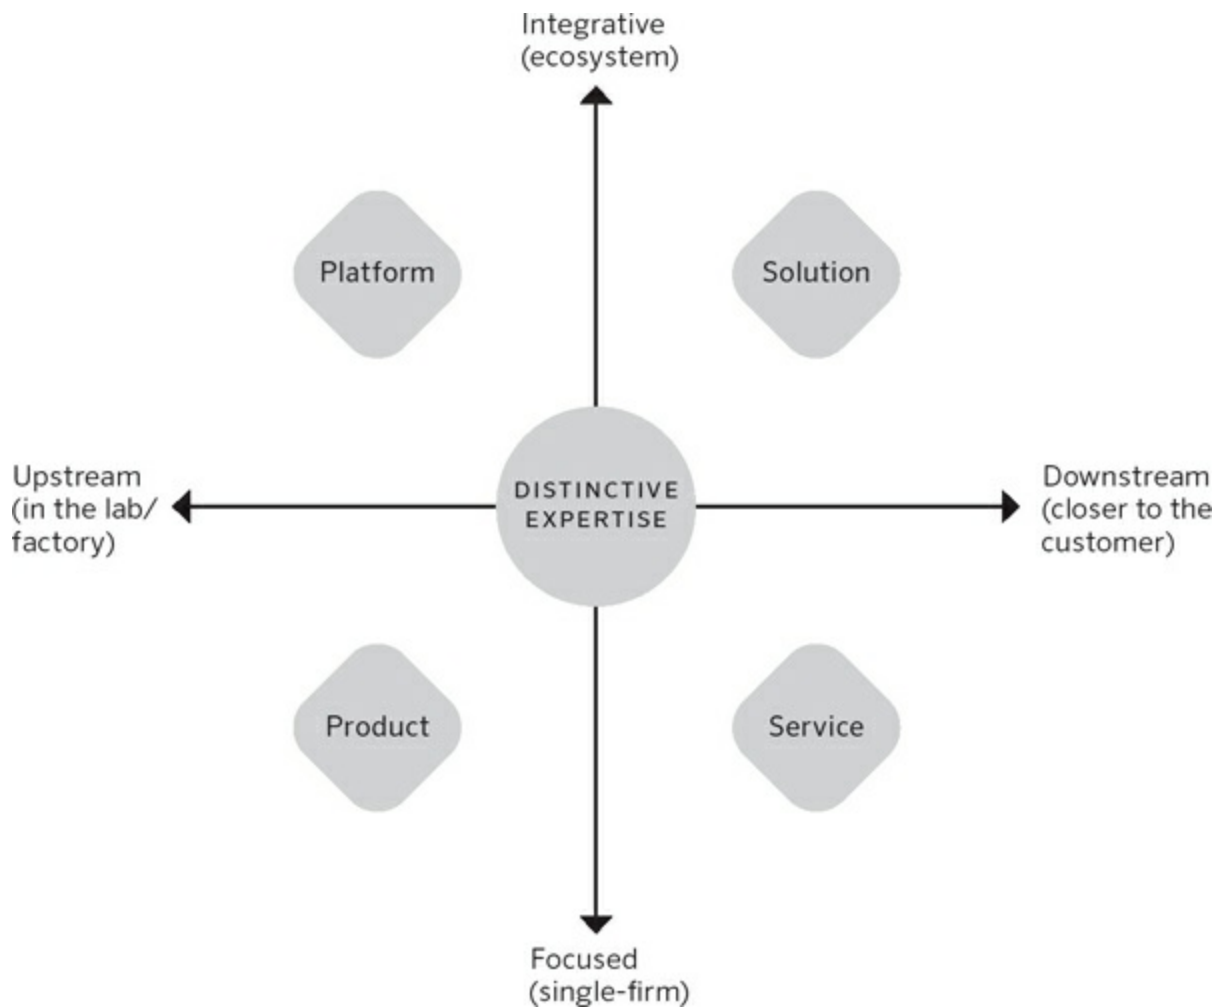 Integrative
(ecosystem)
Platform
Solution
Upstream
(in the lab/
factory)
DISTINCTIVE
EXPERTISE
Downstream
(closer to the
customer)
Product
Service
Focused
(single-firm)